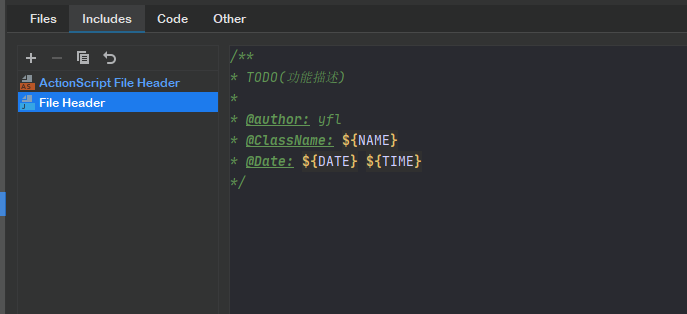 Files Includes Code Other
ActionScript File Header
File Header
/**
* TODO(功能描述)
*
* @author: yfl
* @ClassName: ${NAME}
* @Date: ${DATE} ${TIME}
*/